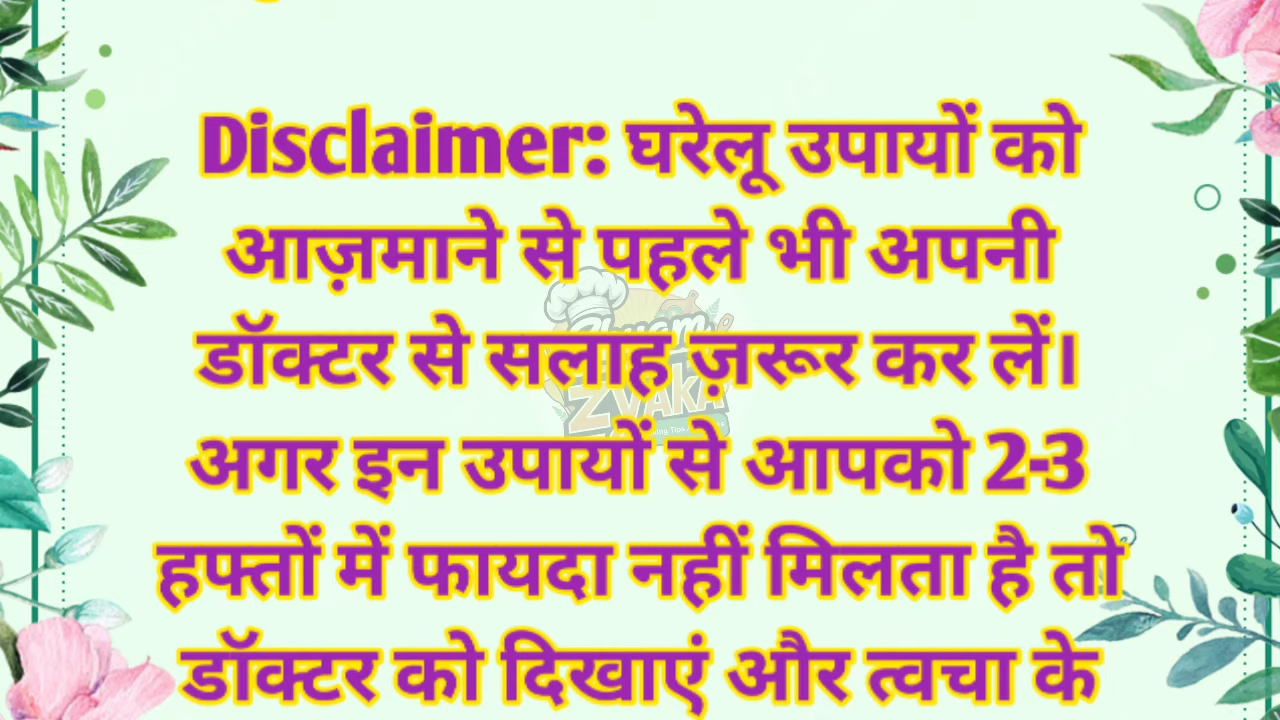 Disclaimer: घरेलू उपायों को
आज़माने से पहले भी अपनी
डॉक्टर से सलाह ज़रूर कर लें।
अगर इन उपायों से आपको 2-3
हफ्तों में फायदा नहीं मिलता है तो
डॉक्टर को दिखाएं और त्वचा के